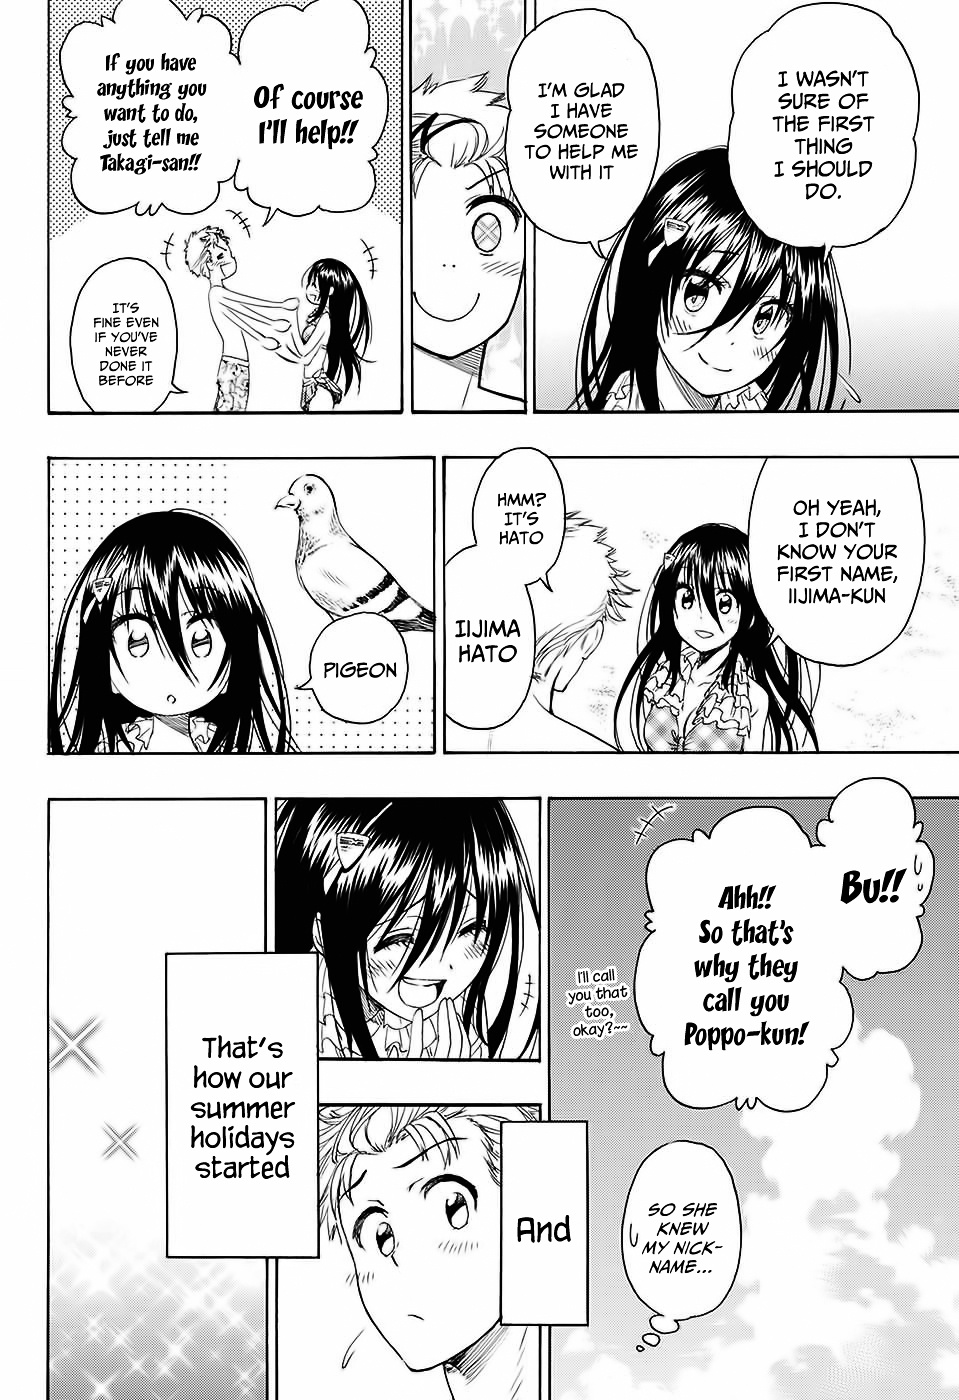 I WASN'T
SURE OF
THE FIRST
THING
I SHOULD
DO.
I'M GLAD
I HAVE
SOMEONE
TO HELP ME
WITH IT
Of course
I'll help!!
If you have
anything you
want to do,
just tell me
Takagi-san!!
IT'S
FINE EVEN
IF YOU'VE
NEVER
DONE IT
BEFORE
OH YEAH,
I DON'T
KNOW YOUR
FIRST NAME,
IIJIMA-KUN
HMM?
IT'S
HATO
IIJIMA
HATO
PIGEON
Bu!!
Ahh!!
So that's
why they
call you
Poppo-kun!
I'll call
you that
too,
okay?~~
SO SHE
KNEW
MY NICK-
NAME...
And
That's
how our
summer
holidays
started